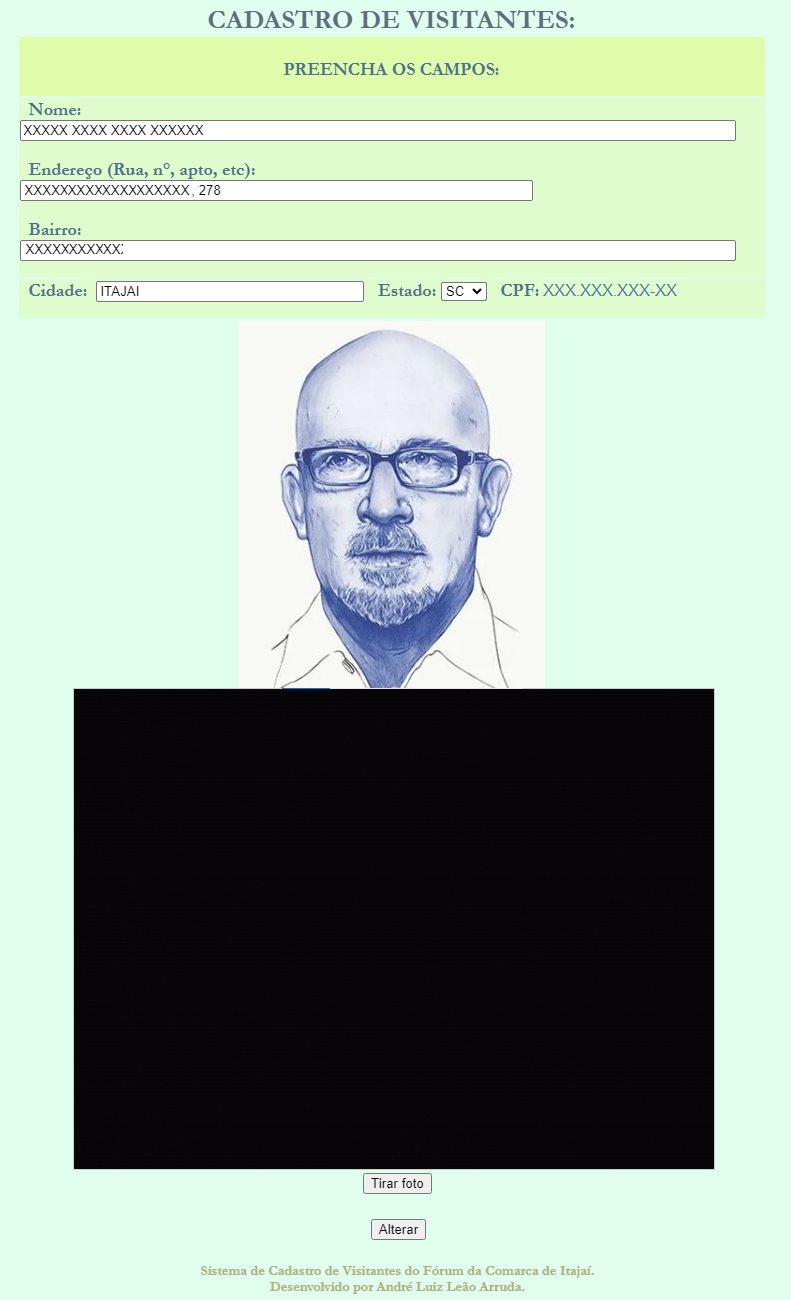 CADASTRO DE VISITANTES:
PREENCHA OS CAMPOS:
Nome:
XXXXX XXXX XXXX XXXXXX
Endereço (Rua, nº, apto, etc):
XXXXXXXXXXXXXXXXXXX, 278
Bairro:
XXXXXXXXXXXX
Cidade: ITAJAI Estado: SC CPF: XXX.XXX.XXX-XX
Tirar foto
Alterar
Sistema de Cadastro de Visitantes do Fórum da Comarca de Itajaí.
Desenvolvido por André Luiz Leão Arruda.